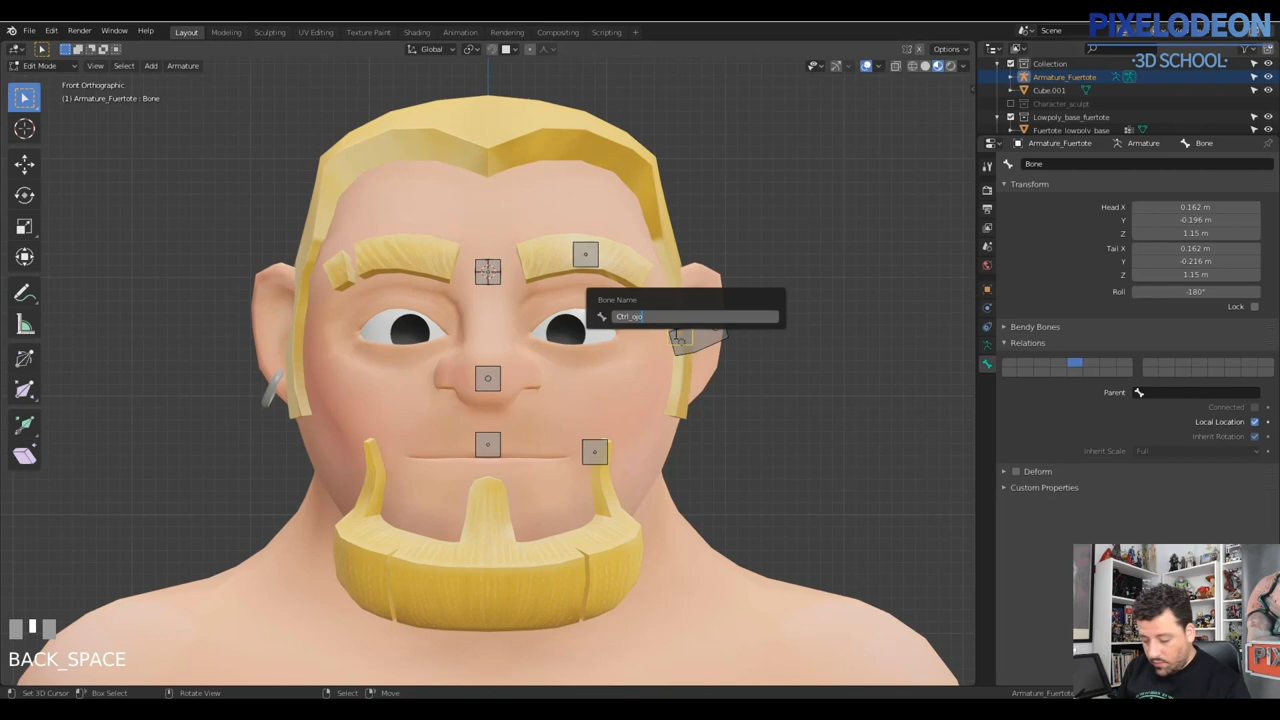 PIXELODEON
·3D SCHOOL·
File Edit Render Window Help
Layout Modeling Sculpting UV Editing Texture Paint Shading Animation Rendering Compositing Scripting +
Scene
Global
Options
Edit Mode View Select Add Armature
Front Orthographic
(1) Armature_Fuertote : Bone
Collection
Armature_Fuertote
Cube.001
Character_sculpt
Lowpoly_base_fuertote
Fuertote_lowpoly_base
Armature_Fuertote Armature Bone
Bone
Transform
Head X 0.162 m
Y -0.196 m
Z 1.15 m
Tail X 0.162 m
Y -0.216 m
Z 1.15 m
Roll -180°
Lock
Bendy Bones
Relations
Parent
Connected
Local Location
Inherit Rotation
Inherit Scale Full
Deform
Custom Properties
Bone Name
Ctrl_ojo
BACK_SPACE
Set 3D Cursor Box Select Rotate View Select Move
Armature_Fuertote